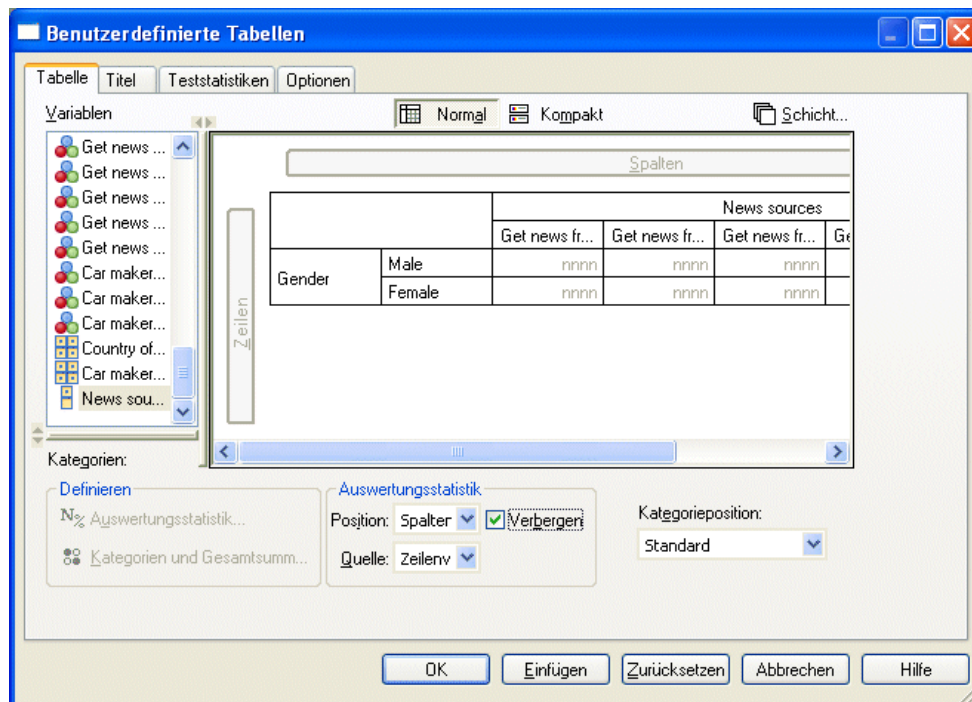 Benutzerdefinierte Tabellen
Tabelle Titel Teststatistiken Optionen
Variablen
Normal Kompakt Schicht...
Get news ...
Get news ...
Get news ...
Get news ...
Get news ...
Car maker...
Car maker...
Car maker...
Country of...
Car maker...
News sou...
Spalten
Zeilen
News sources
Get news fr... Get news fr... Get news fr... Ge
Gender Male nnnn nnnn nnnn
Female nnnn nnnn nnnn
Kategorien:
Definieren
N% Auswertungsstatistik...
Kategorien und Gesamtsumm...
Auswertungsstatistik
Position: Spalter Verbergen
Quelle: Zeilenv
Kategorieposition:
Standard
OK Einfügen Zurücksetzen Abbrechen Hilfe